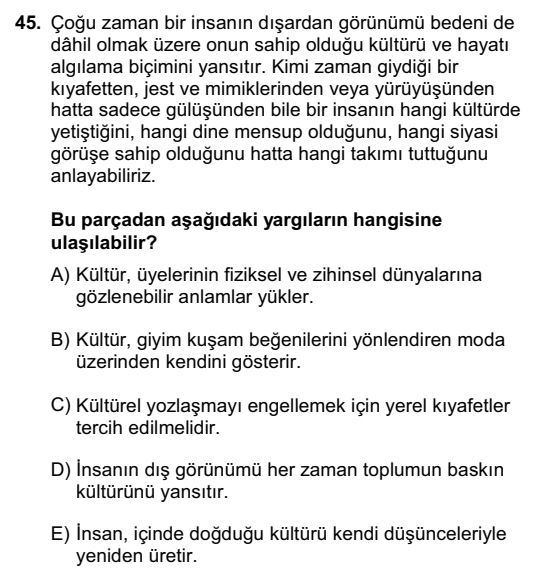 45. Çoğu zaman bir insanın dışardan görünümü bedeni de
dâhil olmak üzere onun sahip olduğu kültürü ve hayatı
algılama biçimini yansıtır. Kimi zaman giydiği bir
kıyafetten, jest ve mimiklerinden veya yürüyüşünden
hatta sadece gülüşünden bile bir insanın hangi kültürde
yetiştiğini, hangi dine mensup olduğunu, hangi siyasi
görüşe sahip olduğunu hatta hangi takımı tuttuğunu
anlayabiliriz.
Bu parçadan aşağıdaki yargıların hangisine
ulaşılabilir?
A) Kültür, üyelerinin fiziksel ve zihinsel dünyalarına
gözlenebilir anlamlar yükler.
B) Kültür, giyim kuşam beğenilerini yönlendiren moda
üzerinden kendini gösterir.
C) Kültürel yozlaşmayı engellemek için yerel kıyafetler
tercih edilmelidir.
D) İnsanın dış görünümü her zaman toplumun baskın
kültürünü yansıtır.
E) İnsan, içinde doğduğu kültürü kendi düşünceleriyle
yeniden üretir.